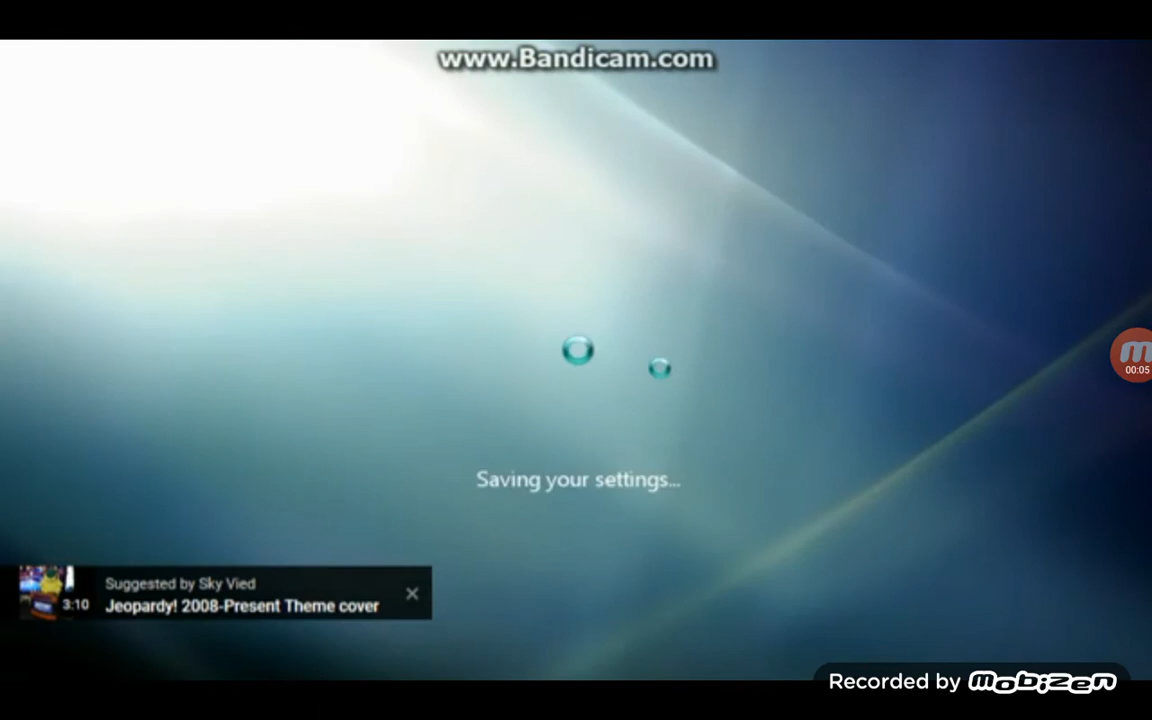 www.Bandicam.com
00:05
Saving your settings...
Suggested by Sky Vied
3:10
Jeopardy! 2008-Present Theme cover
Recorded by mobizen